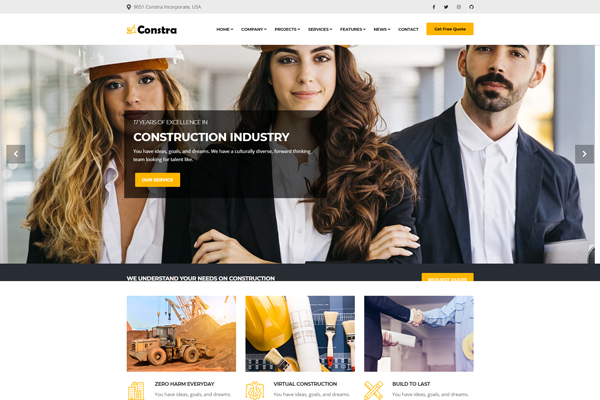 9051 Constra Incorporate, USA
Constra
HOME COMPANY PROJECTS SERVICES FEATURES NEWS CONTACT Get Free Quote
17 YEARS OF EXCELLENCE IN
CONSTRUCTION INDUSTRY
You have ideas, goals, and dreams. We have a culturally diverse, forward thinking
team looking for talent like.
OUR SERVICE
WE UNDERSTAND YOUR NEEDS ON CONSTRUCTION
REQUEST QUOTE
ZERO HARM EVERYDAY
You have ideas, goals, and dreams.
VIRTUAL CONSTRUCTION
You have ideas, goals, and dreams.
BUILD TO LAST
You have ideas, goals, and dreams.